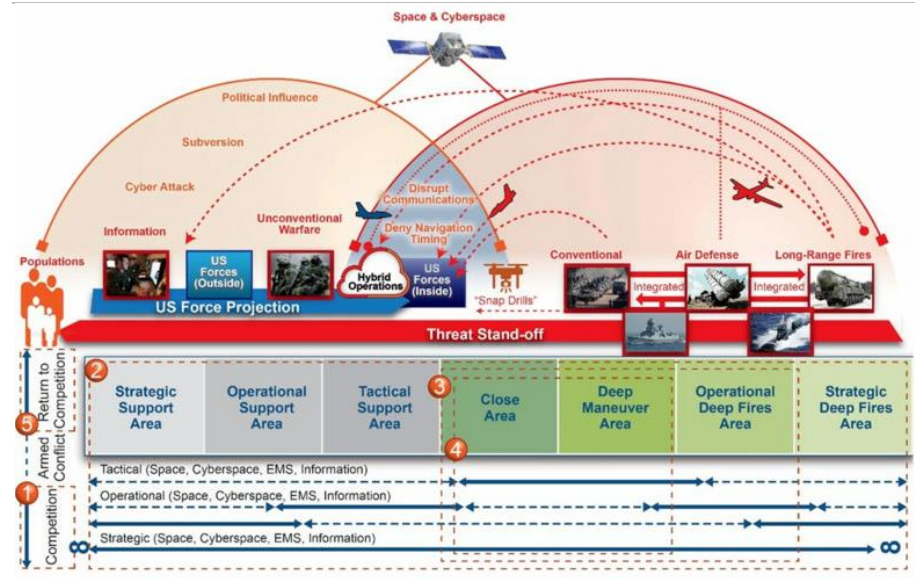 Space & Cyberspace
Political Influence
Subversion
Cyber Attack
Disrupt
Communications
Deny Navigation
Timing
Information
Unconventional
Warfare
Conventional
Air Defense
Long-Range Fires
Populations
US
Forces
(Outside)
Hybrid
Operations
US
Forces
(Inside)
"Snap Drills"
Integrated
Integrated
US Force Projection
Threat Stand-off
Return to
Competition
Armed
Conflict
Competition
5
1
2
3
4
Strategic
Support
Area
Operational
Support
Area
Tactical
Support
Area
Close
Area
Deep
Maneuver
Area
Operational
Deep Fires
Area
Strategic
Deep Fires
Area
Tactical (Space, Cyberspace, EMS, Information)
Operational (Space, Cyberspace, EMS, Information)
Strategic (Space, Cyberspace, EMS, Information)
∞
∞